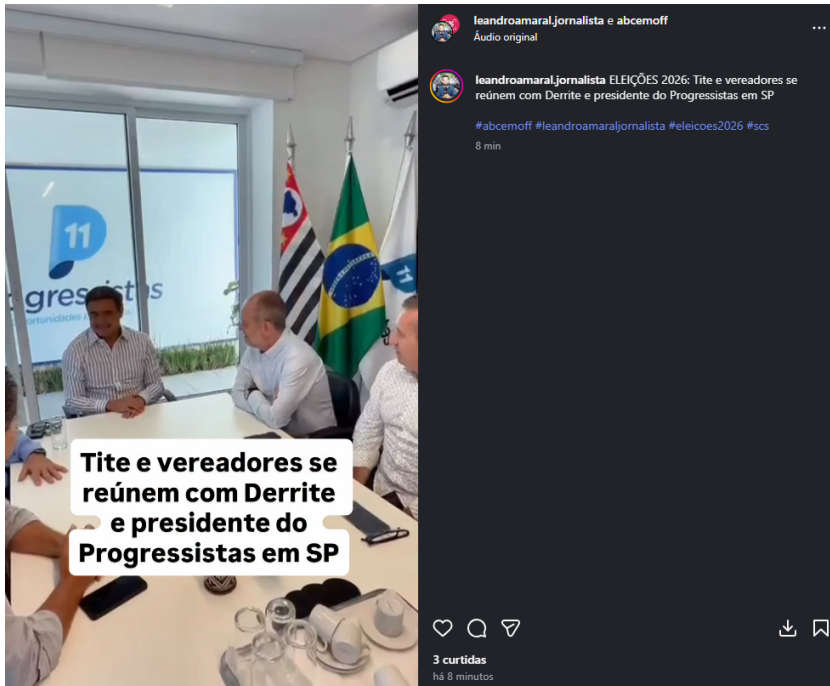 leandroamaral.jornalista e abcemoff
Áudio original
leandroamaral.jornalista ELEIÇÕES 2026: Tite e vereadores se
reúnem com Derrite e presidente do Progressistas em SP
#abcemoff #leandroamaraljornalista #eleicoes2026 #scs
8 min
11
11
Tite e vereadores se
reúnem com Derrite
e presidente do
Progressistas em SP
3 curtidas
há 8 minutos